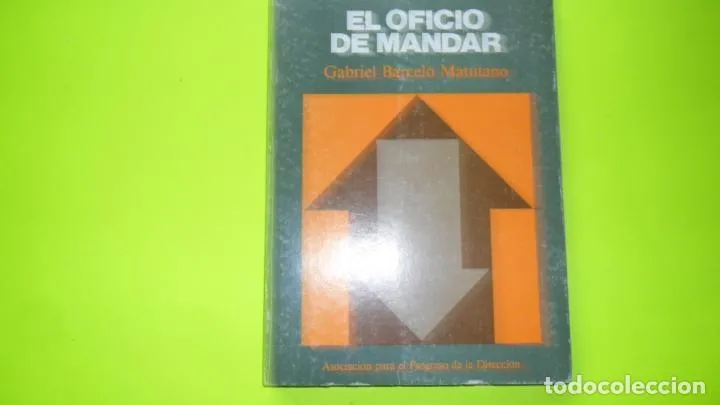 EL OFICIO
DE MANDAR
Gabriel Barceló Matutano
Asociación para el Progreso de la Dirección
todocoleccion